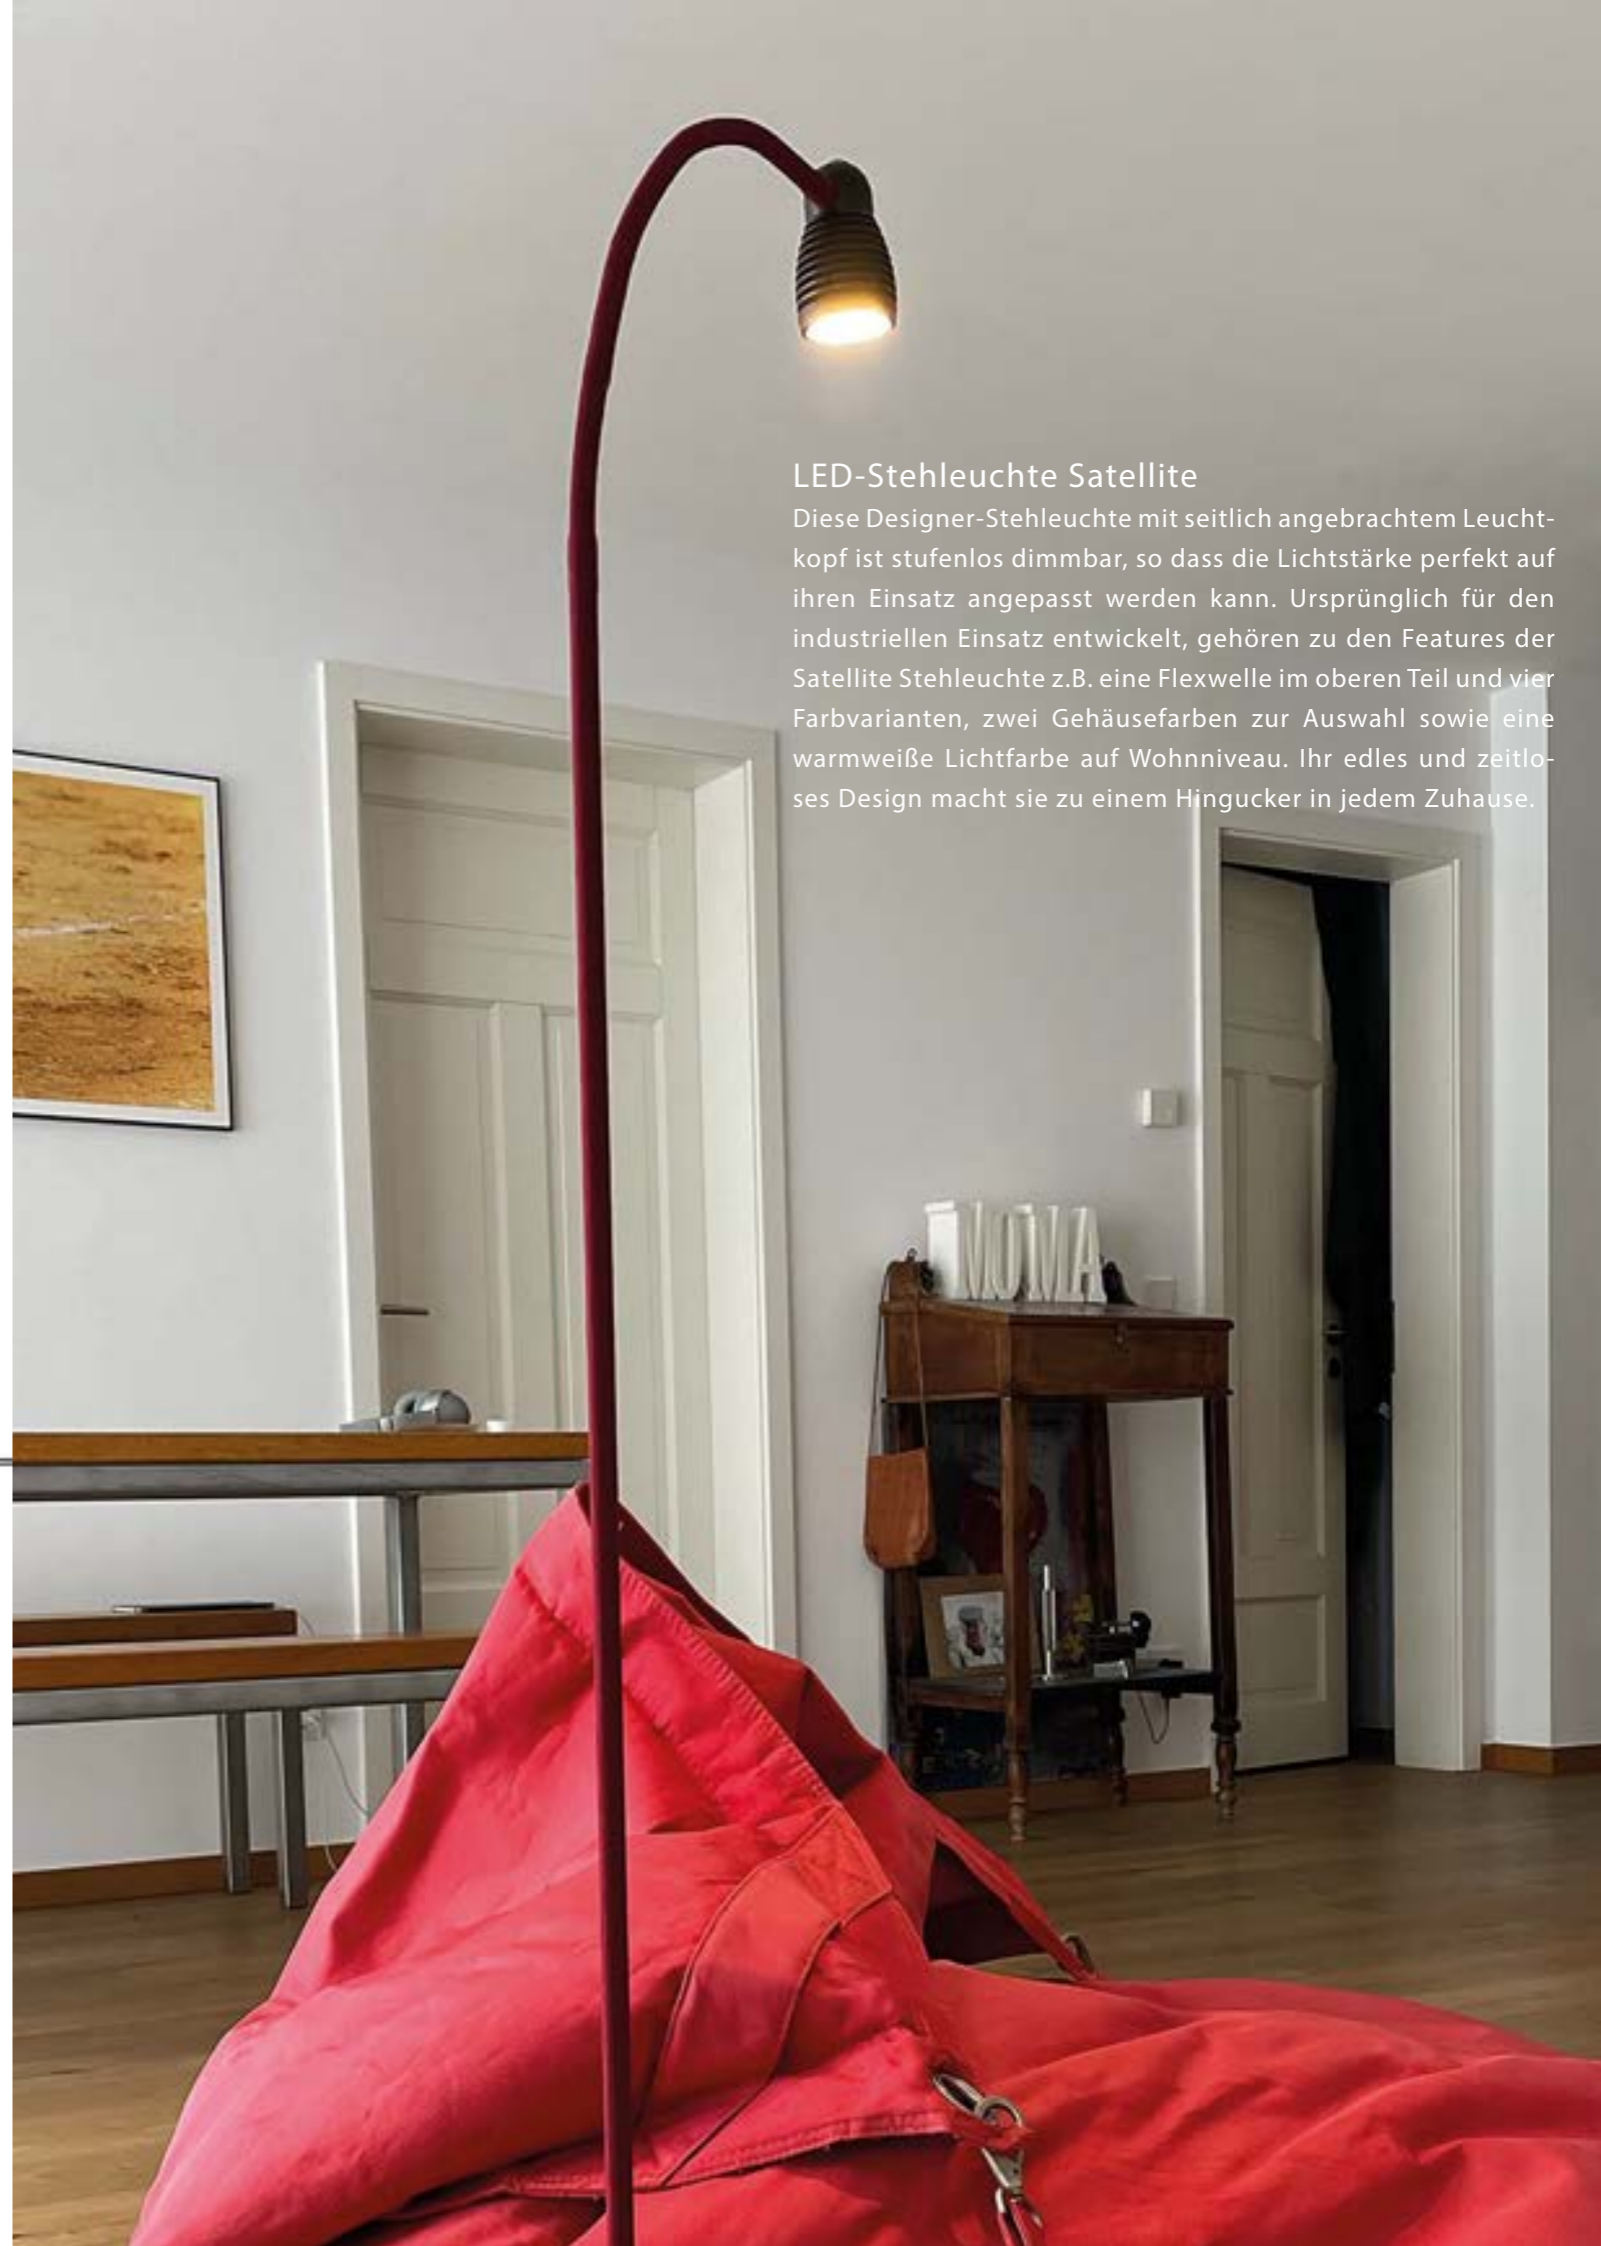 LED-Stehleuchte Satellite
Diese Designer-Stehleuchte mit seitlich angebrachtem Leucht-
kopf ist stufenlos dimmbar, so dass die Lichtstärke perfekt auf
ihren Einsatz angepasst werden kann. Ursprünglich für den
industriellen Einsatz entwickelt, gehören zu den Features der
Satellite Stehleuchte z.B. eine Flexwelle im oberen Teil und vier
Farbvarianten, zwei Gehäusefarben zur Auswahl sowie eine
warmweiße Lichtfarbe auf Wohnniveau. Ihr edles und zeitlo-
ses Design macht sie zu einem Hingucker in jedem Zuhause.